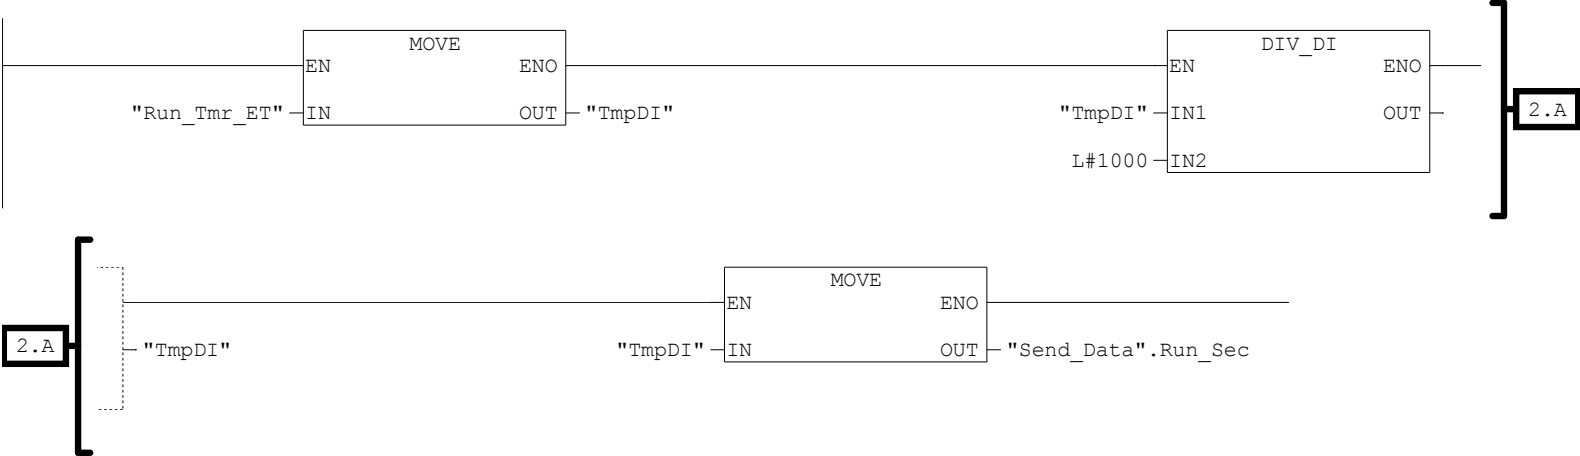 MOVE DIV_DI
EN ENO EN ENO
"Run_Tmr_ET" IN OUT "TmpDI" "TmpDI" IN1 OUT 2.A
L#1000 IN2
MOVE
EN ENO
2.A "TmpDI" "TmpDI" IN OUT "Send_Data".Run_Sec